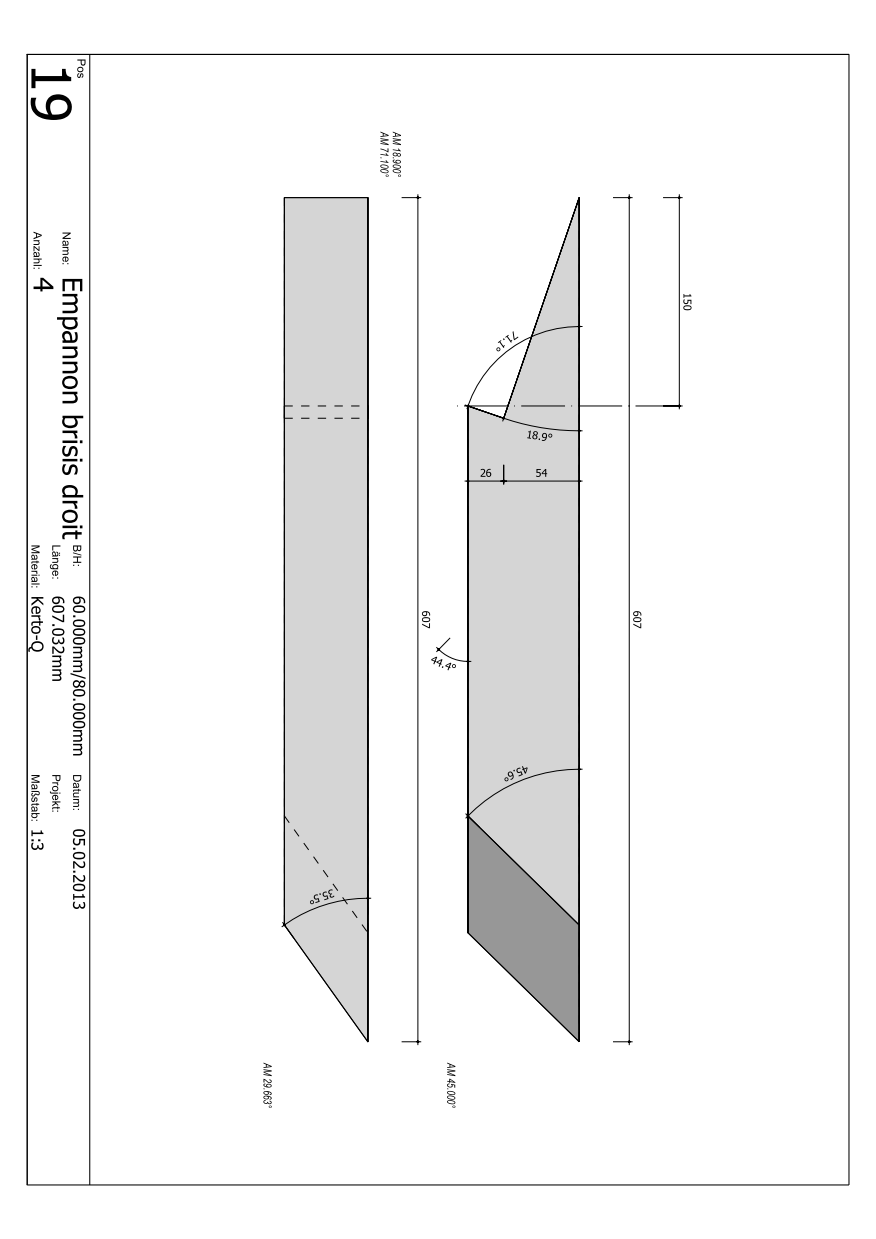 150
607
71.1°
18.9°
26
54
44.4°
45.6°
AM 45.000°
AM 18.900°
AM 71.100°
607
35.5°
AM 29.663°
Pos
19
Name: Empannon brisis droit
Anzahl: 4
B/H: 60.000mm/80.000mm
Länge: 607.032mm
Material: Kerto-Q
Datum: 05.02.2013
Projekt:
Maßstab: 1:3